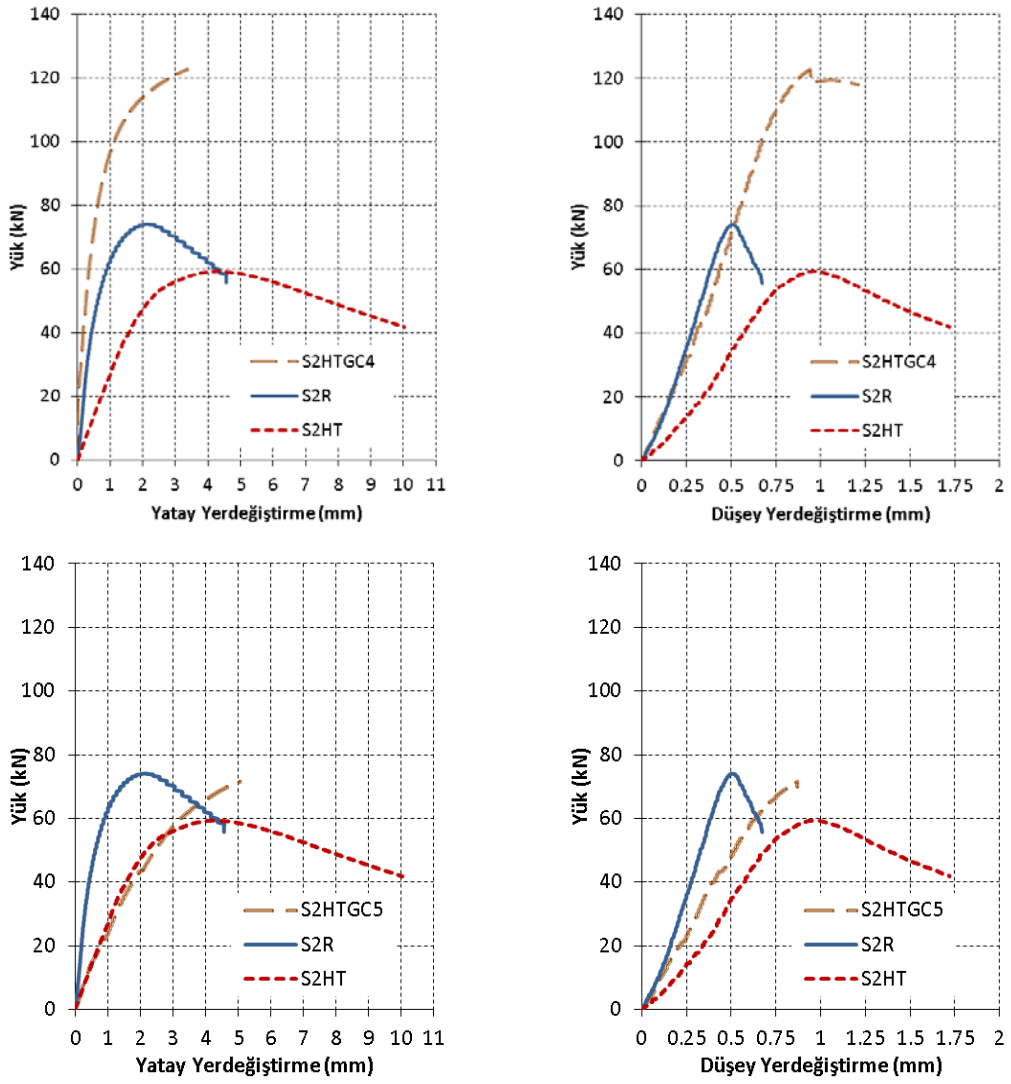 140
120
100
80
60
40
20
0
Yük (kN)
S2HTGC4
S2R
S2HT
0 1 2 3 4 5 6 7 8 9 10 11
Yatay Yerdeğiştirme (mm)
140
120
100
80
60
40
20
0
Yük (kN)
S2HTGC4
S2R
S2HT
0 0.25 0.5 0.75 1 1.25 1.5 1.75 2
Düşey Yerdeğiştirme (mm)
140
120
100
80
60
40
20
0
Yük (kN)
S2HTGC5
S2R
S2HT
0 1 2 3 4 5 6 7 8 9 10 11
Yatay Yerdeğiştirme (mm)
140
120
100
80
60
40
20
0
Yük (kN)
S2HTGC5
S2R
S2HT
0 0.25 0.5 0.75 1 1.25 1.5 1.75 2
Düşey Yerdeğiştirme (mm)